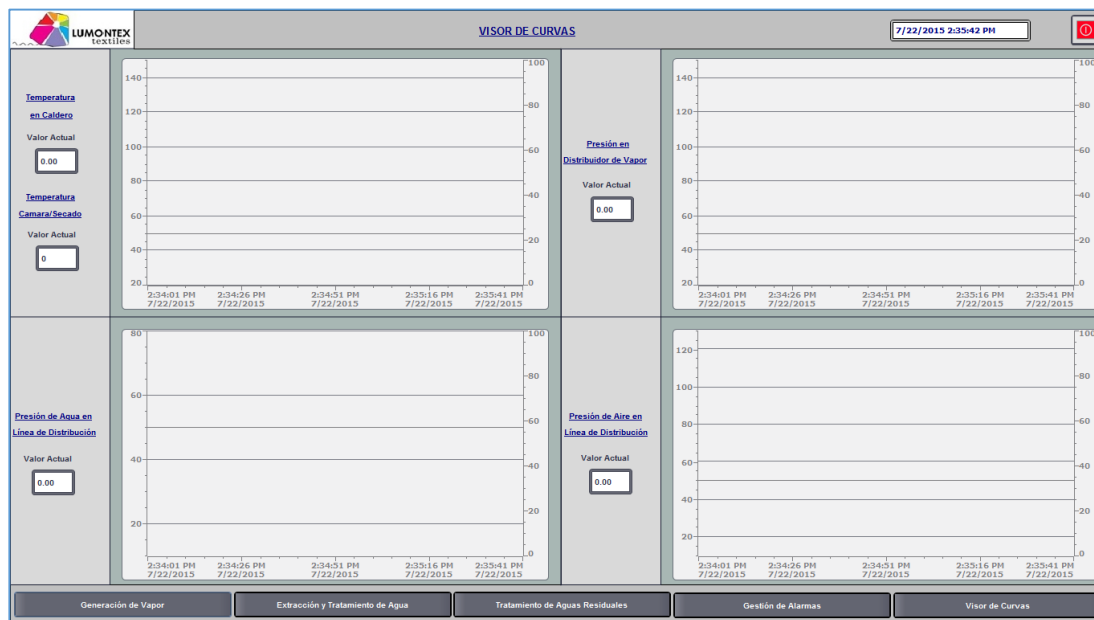 LUMONTEX
textiles
VISOR DE CURVAS
7/22/2015 2:35:42 PM
Temperatura
en Caldero
Valor Actual
0.00
Temperatura
Camara/Secado
Valor Actual
0
140
120
100
80
60
40
20
100
80
60
40
20
0
2:34:01 PM 2:34:26 PM 2:34:51 PM 2:35:16 PM 2:35:41 PM
7/22/2015 7/22/2015 7/22/2015 7/22/2015 7/22/2015
Presión en
Distribuidor de Vapor
Valor Actual
0.00
140
120
100
80
60
40
20
100
80
60
40
20
0
2:34:01 PM 2:34:26 PM 2:34:51 PM 2:35:16 PM 2:35:41 PM
7/22/2015 7/22/2015 7/22/2015 7/22/2015 7/22/2015
Presión de Agua en
Línea de Distribución
Valor Actual
0.00
80
60
40
20
100
80
60
40
20
0
2:34:01 PM 2:34:26 PM 2:34:51 PM 2:35:16 PM 2:35:41 PM
7/22/2015 7/22/2015 7/22/2015 7/22/2015 7/22/2015
Presión de Aire en
Línea de Distribución
Valor Actual
0.00
120
100
80
60
40
20
100
80
60
40
20
0
2:34:01 PM 2:34:26 PM 2:34:51 PM 2:35:16 PM 2:35:41 PM
7/22/2015 7/22/2015 7/22/2015 7/22/2015 7/22/2015
Generación de Vapor
Extracción y Tratamiento de Agua
Tratamiento de Aguas Residuales
Gestión de Alarmas
Visor de Curvas